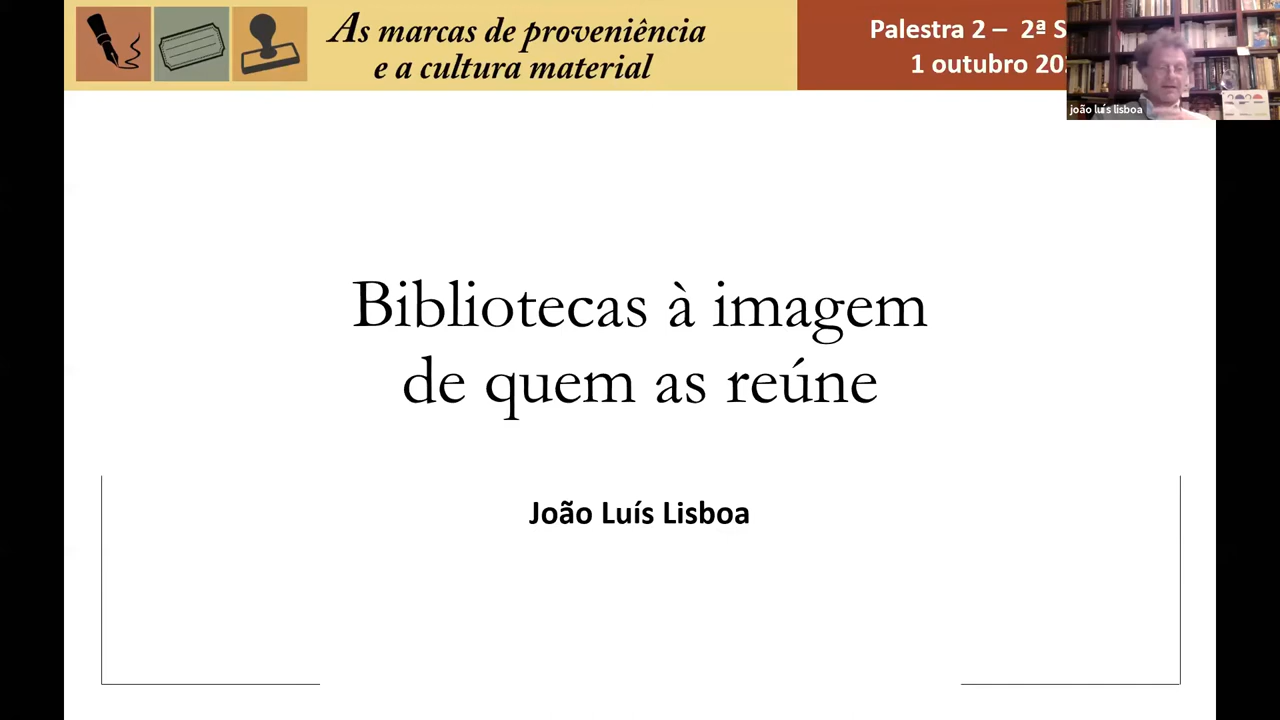 As marcas de proveniência
e a cultura material
Palestra 2 – 2ª
1 outubro
joão luís lisboa
Bibliotecas à imagem
de quem as reúne
João Luís Lisboa